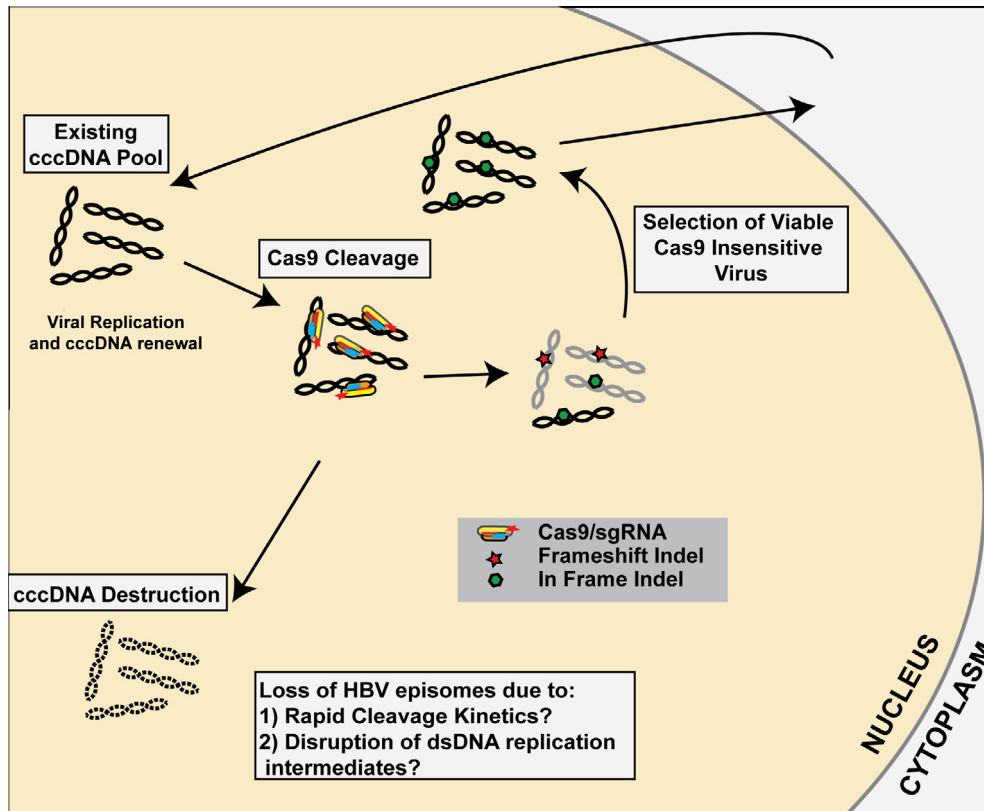 Existing
cccDNA Pool
Viral Replication
and cccDNA renewal
Cas9 Cleavage
Selection of Viable
Cas9 Insensitive
Virus
Cas9/sgRNA
Frameshift Indel
In Frame Indel
cccDNA Destruction
Loss of HBV episomes due to:
1) Rapid Cleavage Kinetics?
2) Disruption of dsDNA replication
intermediates?
NUCLEUS
CYTOPLASM